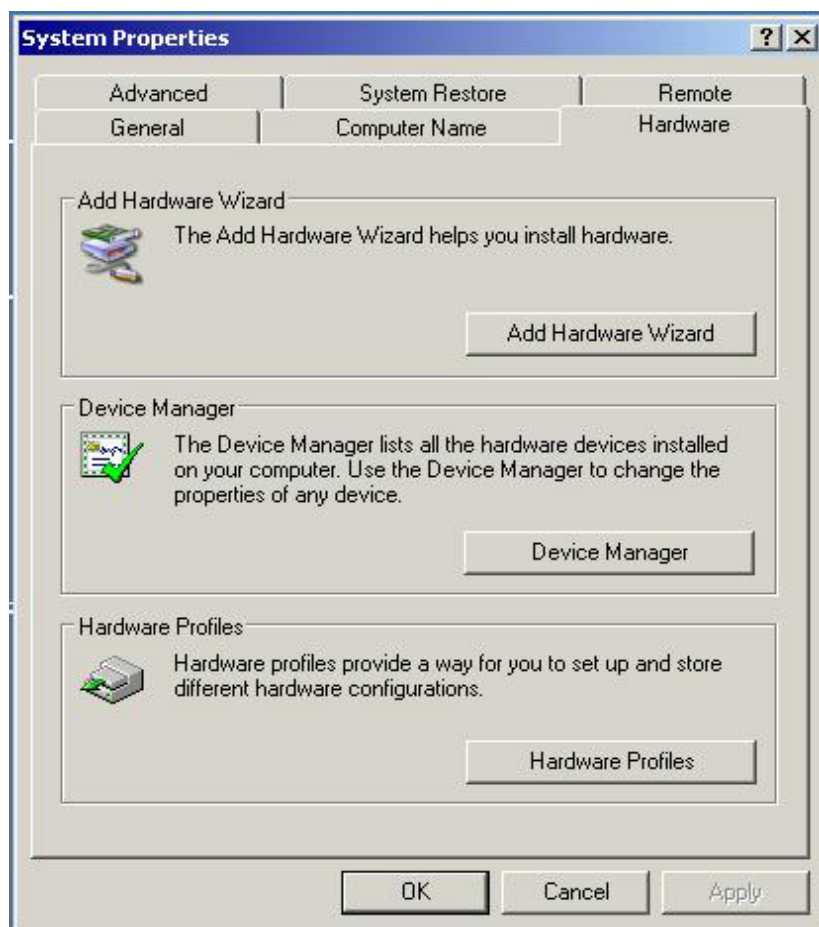 System Properties
Advanced System Restore Remote
General Computer Name Hardware
Add Hardware Wizard
The Add Hardware Wizard helps you install hardware.
Add Hardware Wizard
Device Manager
The Device Manager lists all the hardware devices installed
on your computer. Use the Device Manager to change the
properties of any device.
Device Manager
Hardware Profiles
Hardware profiles provide a way for you to set up and store
different hardware configurations.
Hardware Profiles
OK Cancel Apply